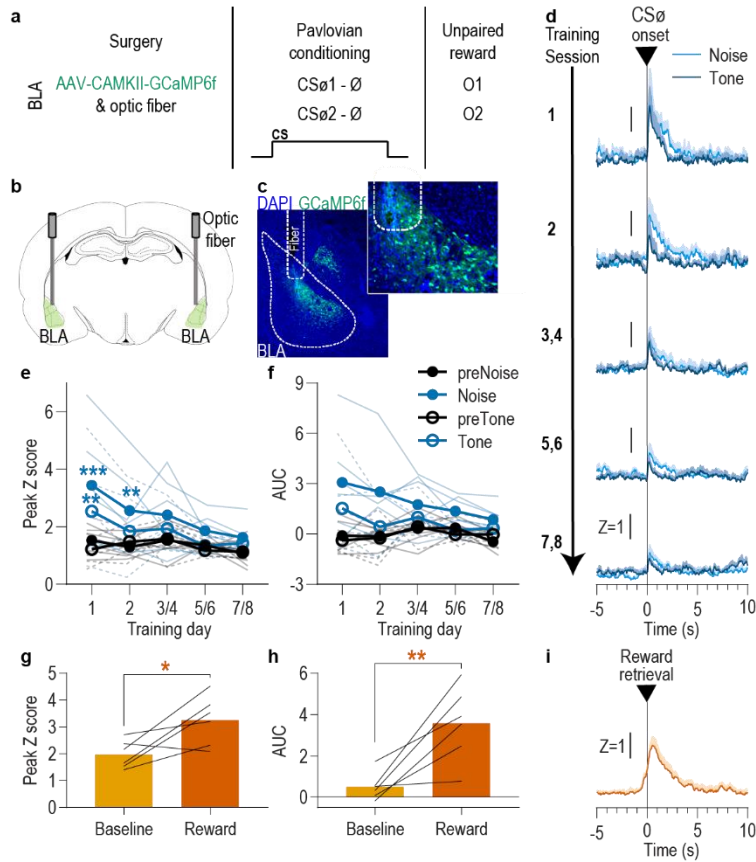 a
Surgery
Pavlovian
conditioning
Unpaired
reward
BLA
AAV-CAMKII-GCaMP6f
& optic fiber
CSø1 - Ø
CSø2 - Ø
O1
O2
CS
b
Optic
fiber
BLA
BLA
c
DAPI GCaMP6f
Fiber
BLA
d
Training
Session
CSø
onset
Noise
Tone
1
2
3,4
5,6
7,8
Z=1
-5 0 5 10
Time (s)
e
6
4
2
0
Peak Z score
***
**
**
1 2 3/4 5/6 7/8
Training day
f
preNoise
Noise
preTone
Tone
9
6
3
0
-3
AUC
1 2 3/4 5/6 7/8
Training day
g
5
4
3
2
1
0
Peak Z score
*
Baseline Reward
h
6
4
2
0
AUC
**
Baseline Reward
i
Reward
retrieval
Z=1
-5 0 5 10
Time (s)